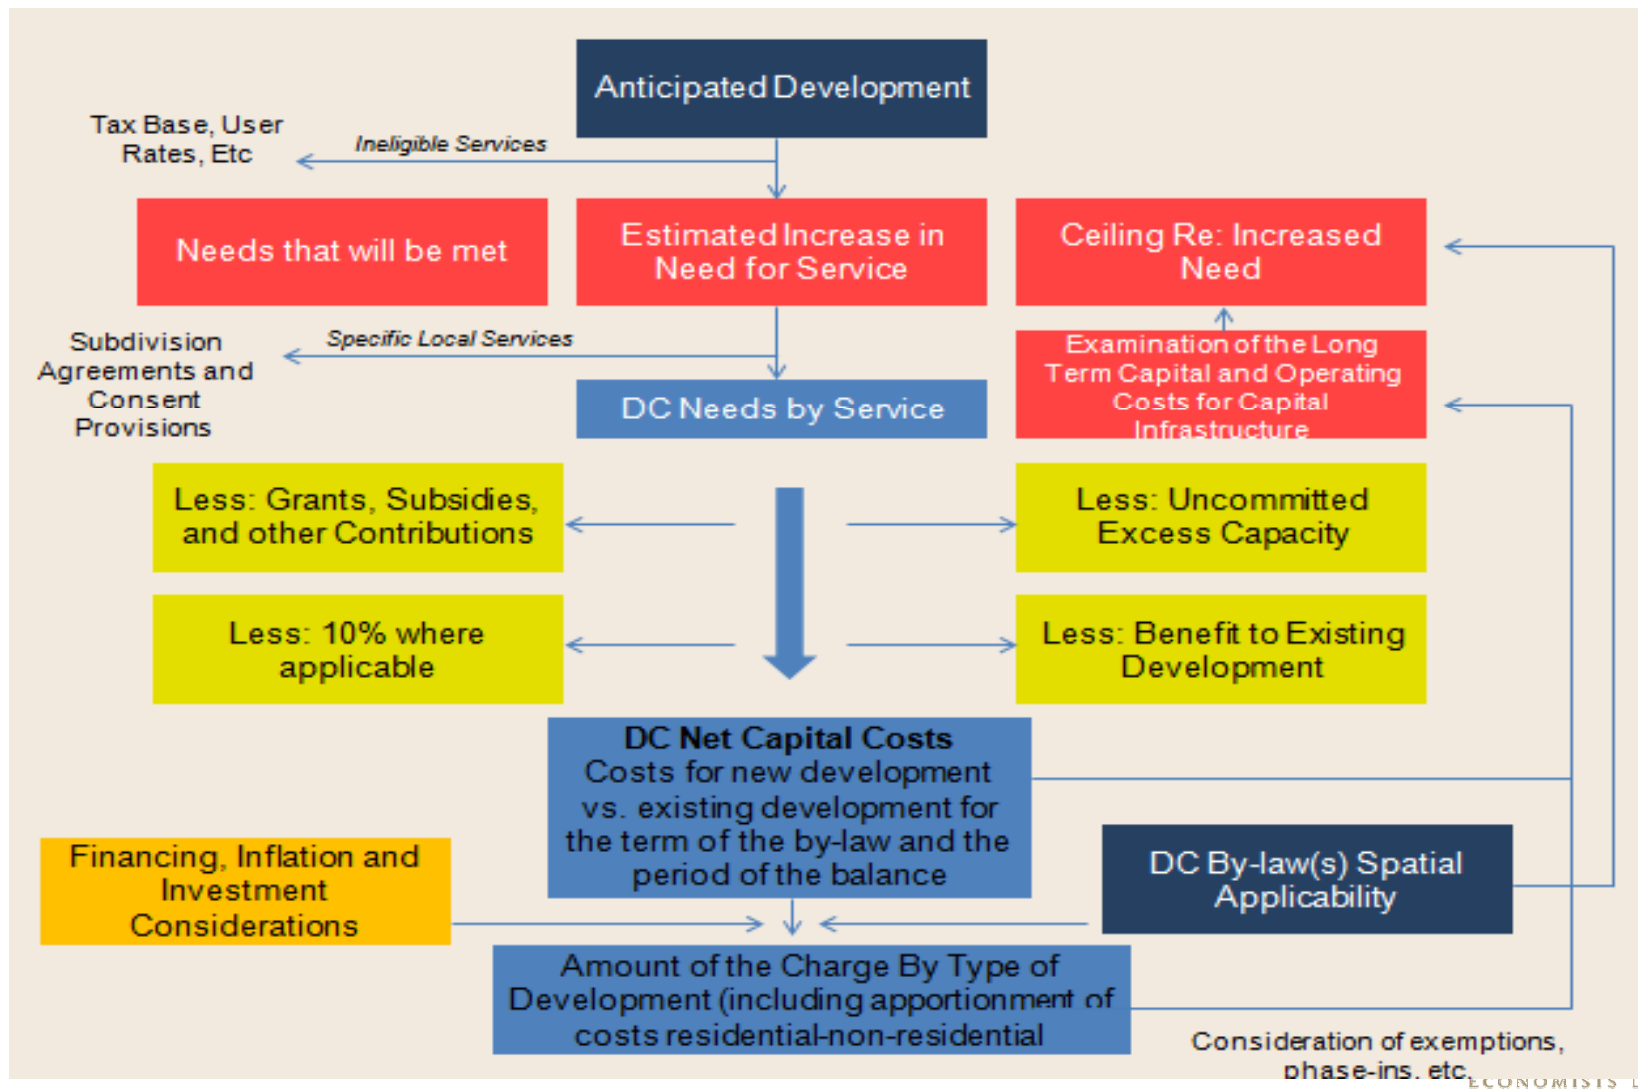 Anticipated Development
Tax Base, User
Rates, Etc
Ineligible Services
Needs that will be met
Estimated Increase in
Need for Service
Ceiling Re: Increased
Need
Subdivision
Agreements and
Consent
Provisions
Specific Local Services
DC Needs by Service
Examination of the Long
Term Capital and Operating
Costs for Capital
Infrastructure
Less: Grants, Subsidies,
and other Contributions
Less: Uncommitted
Excess Capacity
Less: 10% where
applicable
Less: Benefit to Existing
Development
DC Net Capital Costs
Costs for new development
vs. existing development for
the term of the by-law and the
period of the balance
Financing, Inflation and
Investment
Considerations
DC By-law(s) Spatial
Applicability
Amount of the Charge By Type of
Development (including apportionment of
costs residential-non-residential
Consideration of exemptions,
phase-ins, etc.
ECONOMISTS